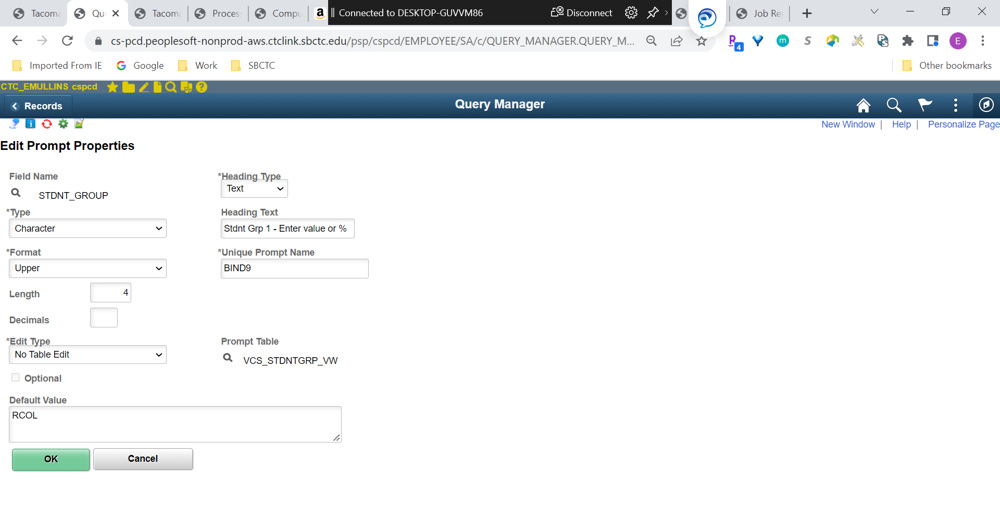 Tacoma
Qu
Tacoma
Process
Compu
a
Connected to DESKTOP-GUVVM86
Disconnect
Job Re
cs-pcd.peoplesoft-nonprod-aws.ctclink.sbctc.edu/psp/cspcd/EMPLOYEE/SA/c/QUERY_MANAGER.QUERY_M...
4
m
S
E
Imported From IE
Google
Work
SBCTC
Other bookmarks
CTC_EMULLINS cspcd
Records
Query Manager
New Window | Help | Personalize Page
Edit Prompt Properties
Field Name
*Heading Type
STDNT_GROUP
Text
*Type
Heading Text
Character
Stdnt Grp 1 - Enter value or %
*Format
*Unique Prompt Name
Upper
BIND9
Length
4
Decimals
*Edit Type
Prompt Table
No Table Edit
VCS_STDNTGRP_VW
Optional
Default Value
RCOL
OK
Cancel